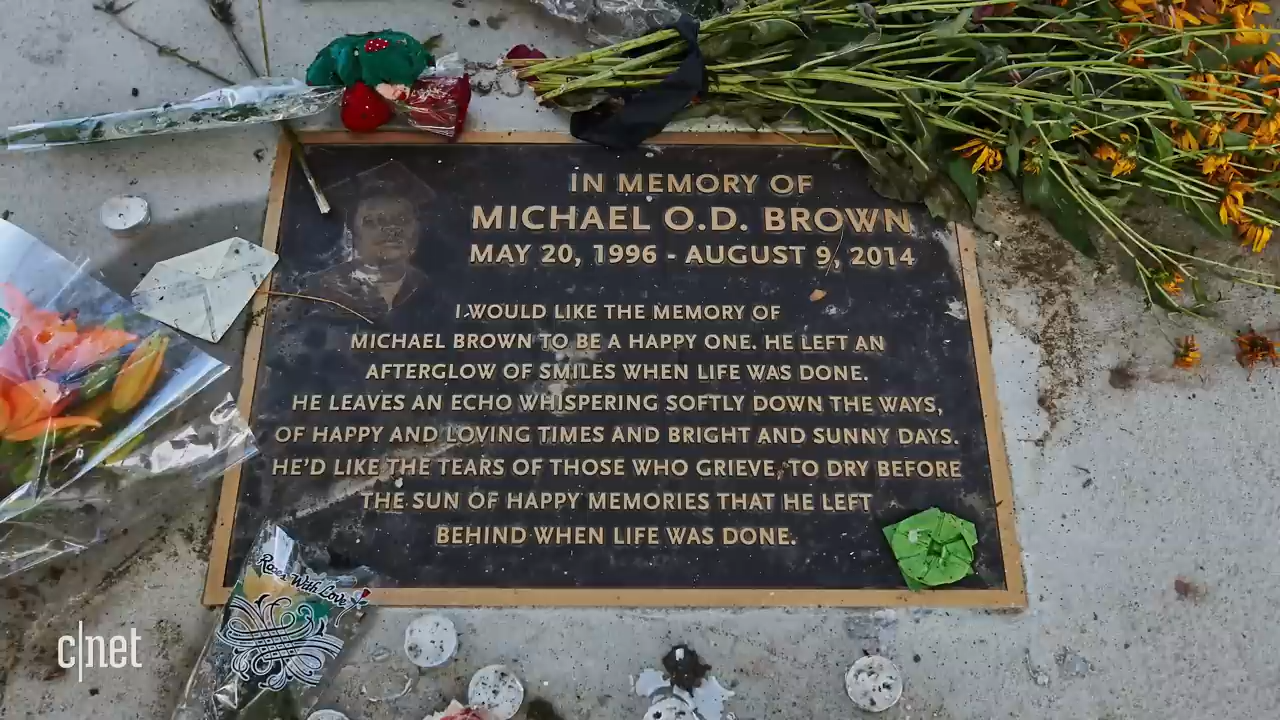 IN MEMORY OF
MICHAEL O.D. BROWN
MAY 20, 1996 - AUGUST 9, 2014
I WOULD LIKE THE MEMORY OF
MICHAEL BROWN TO BE A HAPPY ONE. HE LEFT AN
AFTERGLOW OF SMILES WHEN LIFE WAS DONE.
HE LEAVES AN ECHO WHISPERING SOFTLY DOWN THE WAYS,
OF HAPPY AND LOVING TIMES AND BRIGHT AND SUNNY DAYS.
HE'D LIKE THE TEARS OF THOSE WHO GRIEVE, TO DRY BEFORE
THE SUN OF HAPPY MEMORIES THAT HE LEFT
BEHIND WHEN LIFE WAS DONE.
Roses With Love
c|net